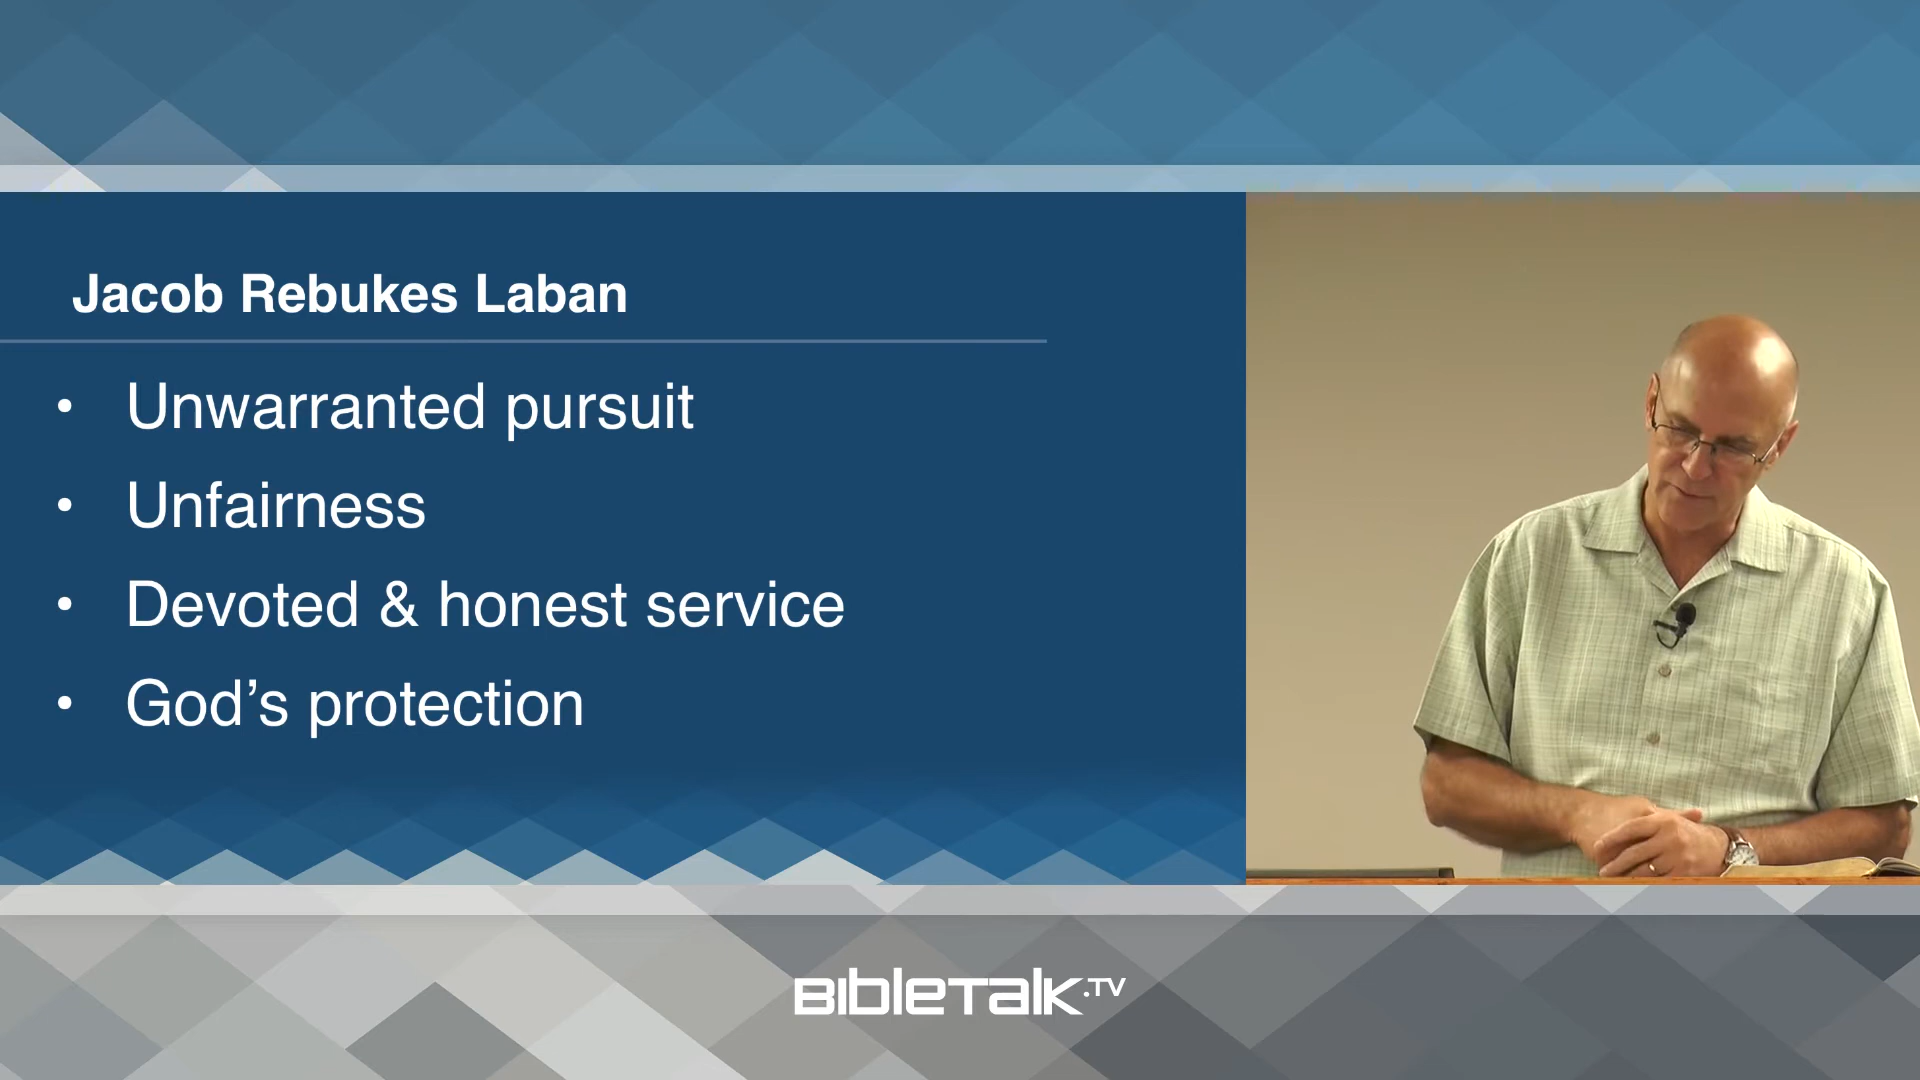 Jacob Rebukes Laban
• Unwarranted pursuit
• Unfairness
• Devoted & honest service
• God’s protection
BibleTalk.TV